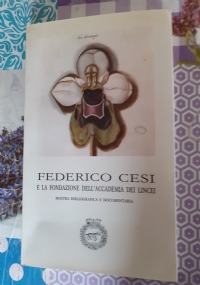 FEDERICO CESI
E LA FONDAZIONE DELL'ACCADEMIA DEI LINCEI
MOSTRA BIBLIOGRAFICA E DOCUMENTARIA